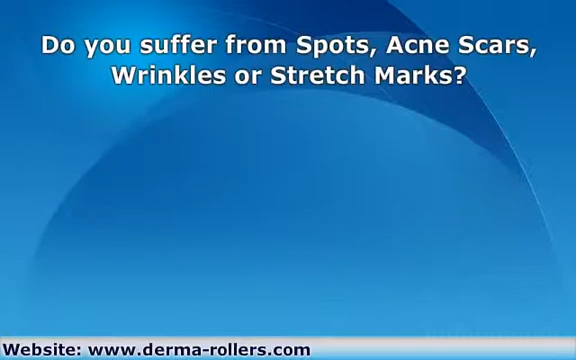 Do you suffer from Spots, Acne Scars,
Wrinkles or Stretch Marks?
Website: www.derma-rollers.com